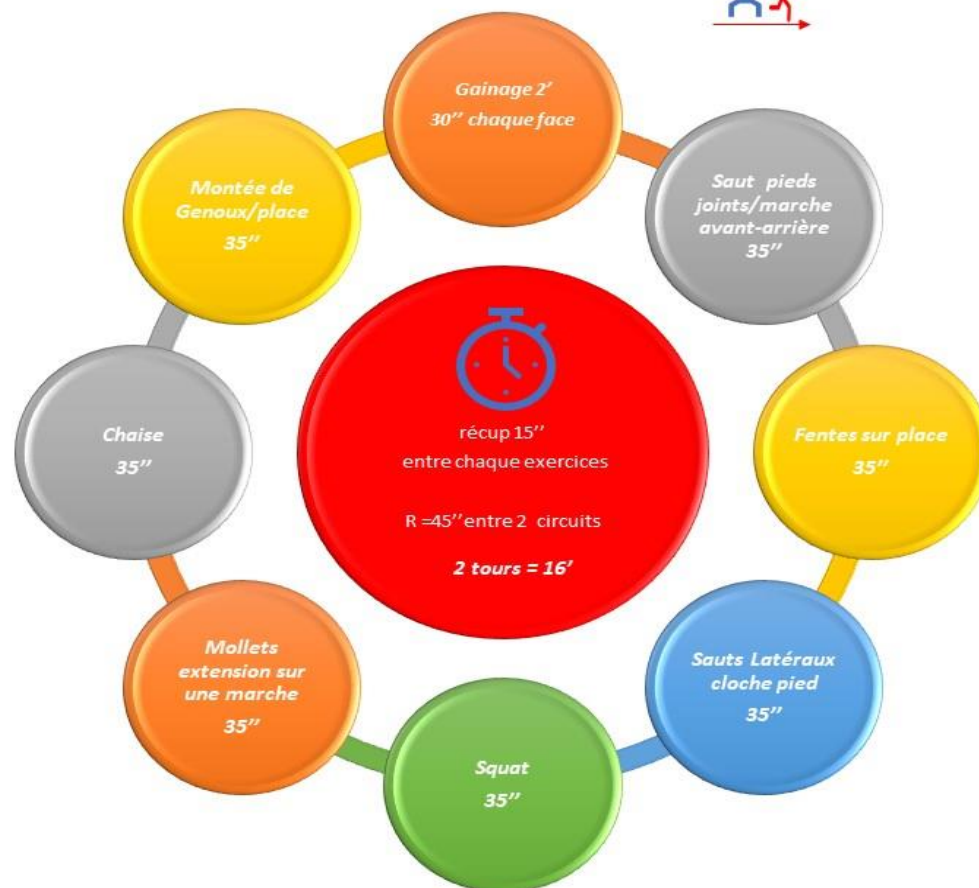 Gainage 2’
30’’ chaque face
Saut pieds
joints/marche
avant-arrière
35’’
Fentes sur place
35’’
Sauts Latéraux
cloche pied
35’’
Squat
35’’
Mollets
extension sur
une marche
35’’
Chaise
35’’
Montée de
Genoux/place
35’’
récup 15’’
entre chaque exercices
R =45’’entre 2 circuits
2 tours = 16’